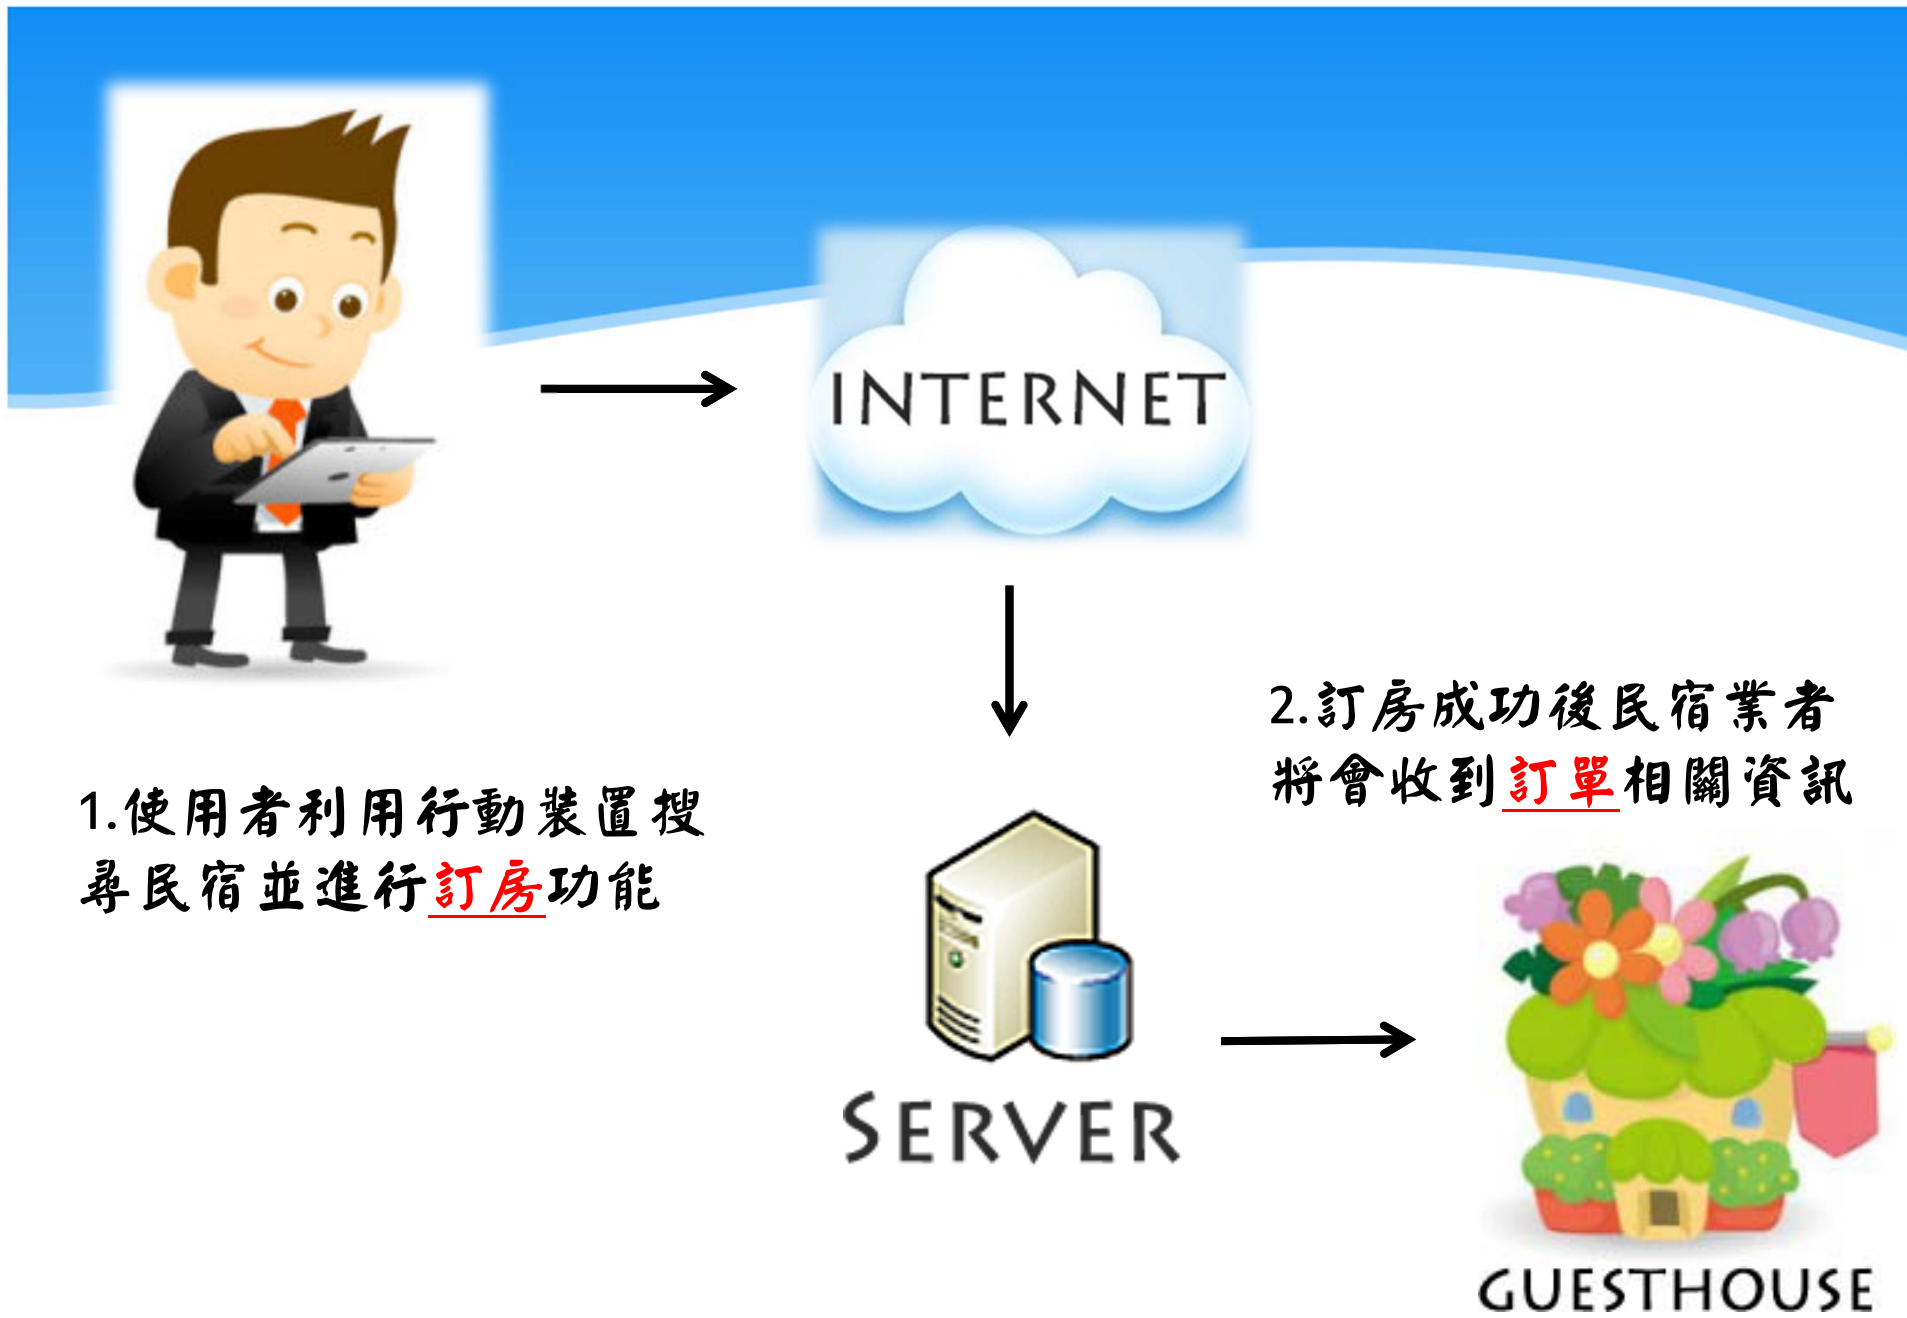 INTERNET
1.使用者利用行動裝置搜
尋民宿並進行訂房功能
2.訂房成功後民宿業者
將會收到訂單相關資訊
SERVER
GUESTHOUSE